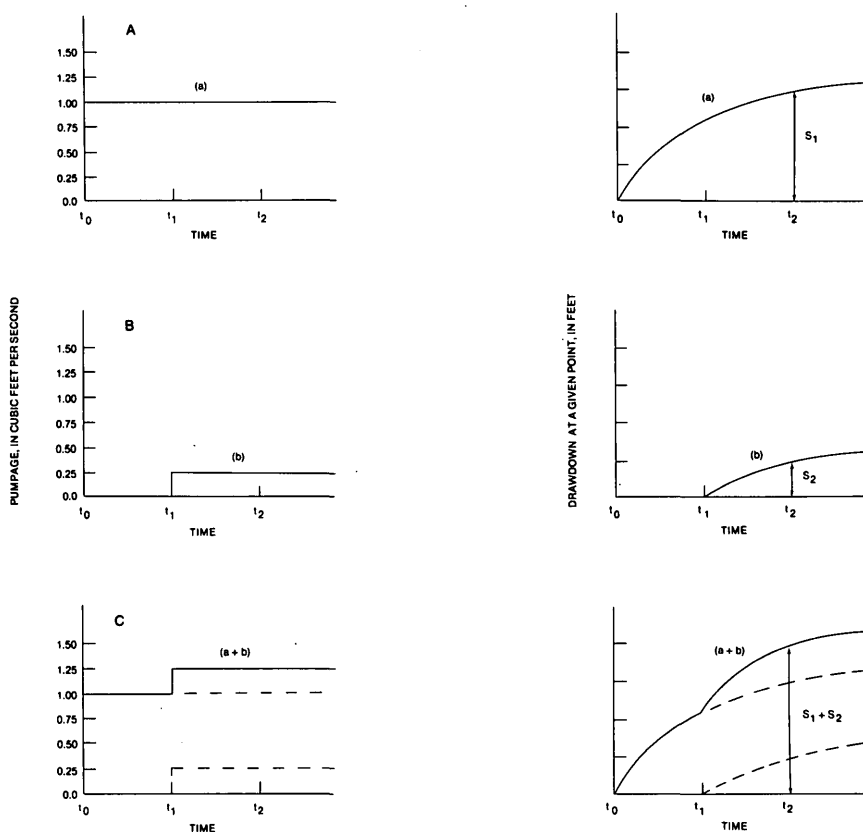 A
(a)
1.50
1.25
1.00
0.75
0.50
0.25
0.0
t0
t1
t2
TIME
(a)
S1
t0
t1
t2
TIME
PUMPAGE, IN CUBIC FEET PER SECOND
B
(b)
1.50
1.25
1.00
0.75
0.50
0.25
0.0
t0
t1
t2
TIME
DRAWDOWN AT A GIVEN POINT, IN FEET
(b)
S2
t0
t1
t2
TIME
C
(a + b)
1.50
1.25
1.00
0.75
0.50
0.25
0.0
t0
t1
t2
TIME
(a + b)
S1 + S2
t0
t1
t2
TIME